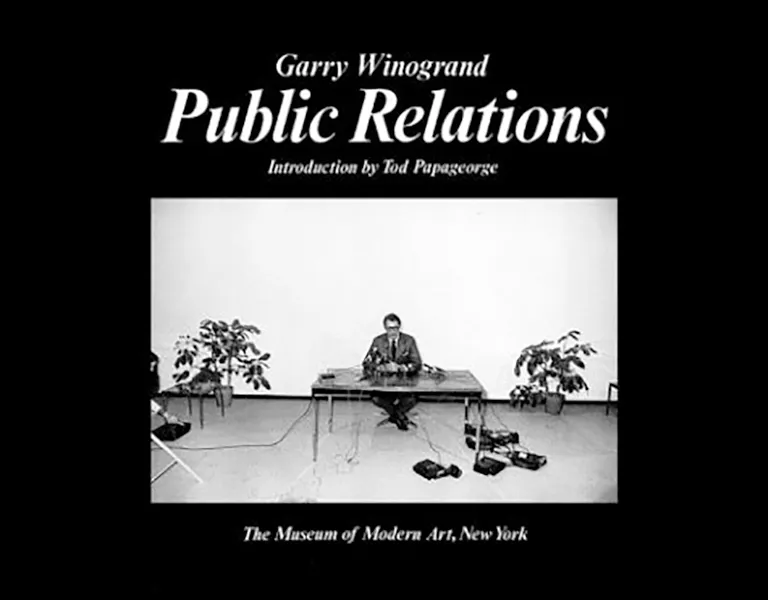 Garry Winogrand
Public Relations
Introduction by Tod Papageorge
The Museum of Modern Art, New York